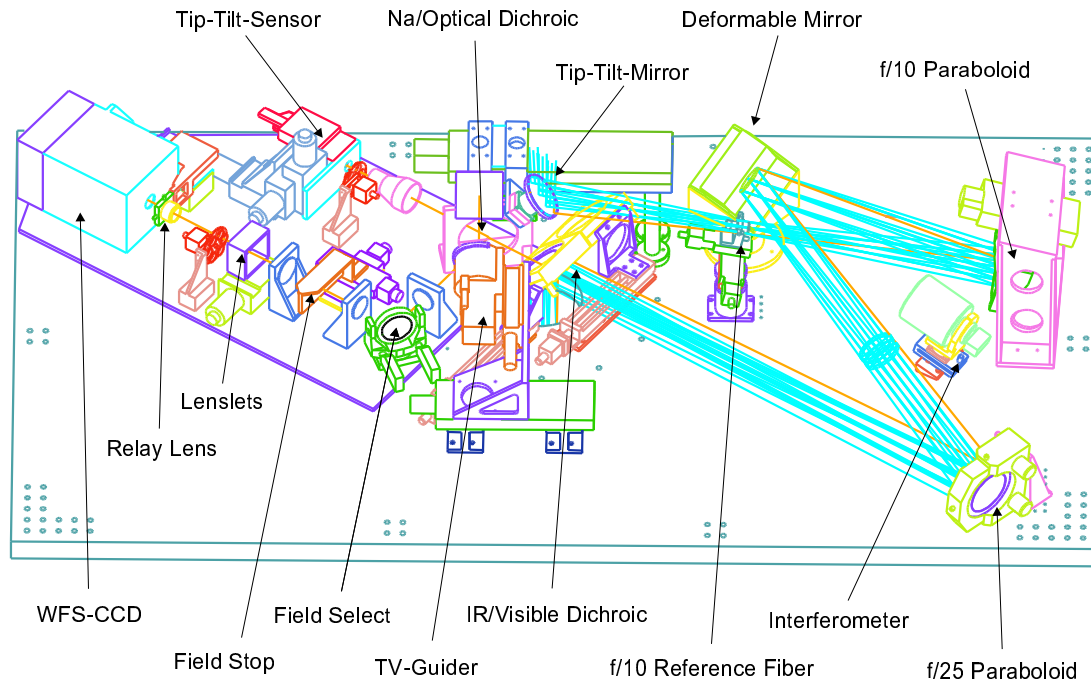 Tip-Tilt-Sensor
Na/Optical Dichroic
Deformable Mirror
Tip-Tilt-Mirror
f/10 Paraboloid
Lenslets
Relay Lens
WFS-CCD
Field Select
IR/Visible Dichroic
Interferometer
Field Stop
TV-Guider
f/10 Reference Fiber
f/25 Paraboloid